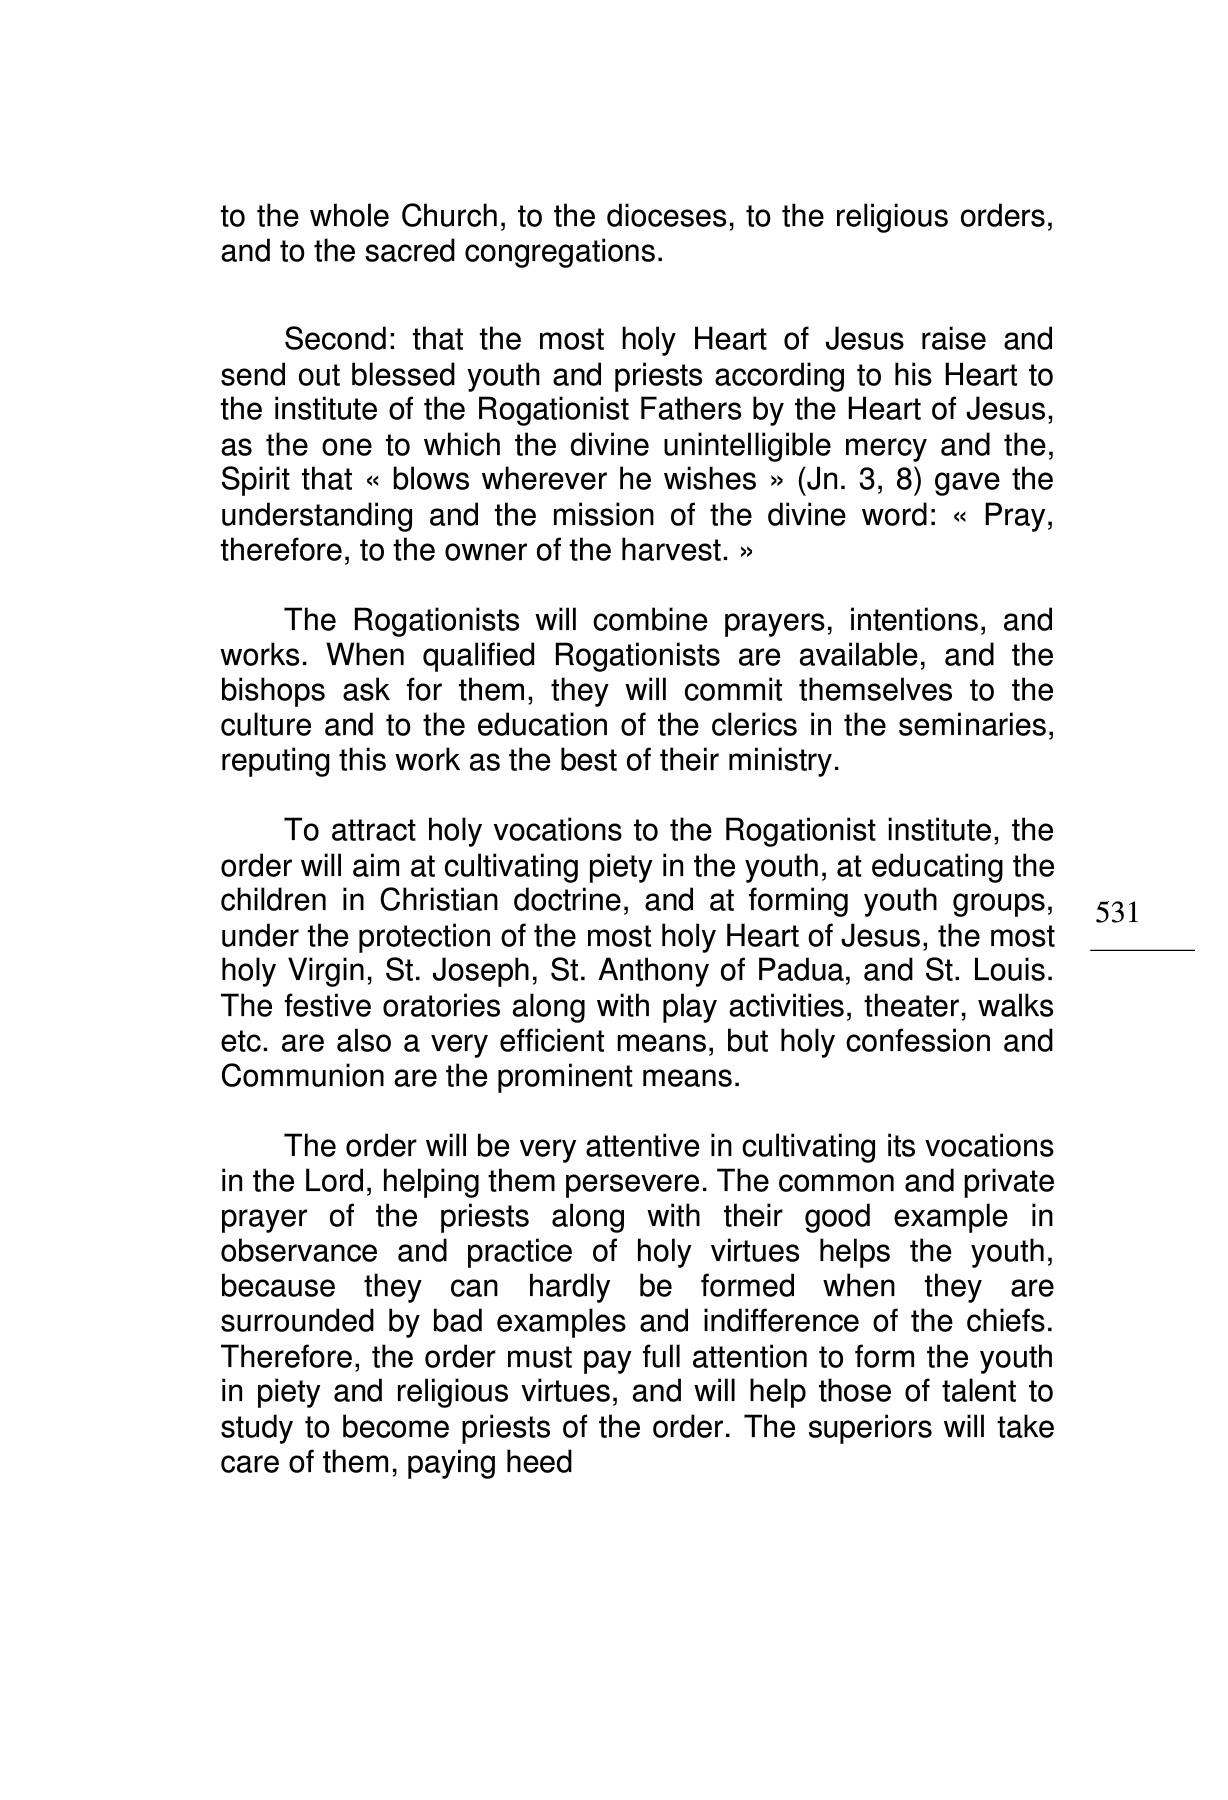 to the whole Church, to the dioceses, to the religious orders,
and to the sacred congregations.
Second: that the most holy Heart of Jesus raise and
send out blessed youth and priests according to his Heart to
the institute of the Rogationist Fathers by the Heart of Jesus,
as the one to which the divine unintelligible mercy and the,
Spirit that « blows wherever he wishes » (Jn. 3, 8) gave the
understanding and the mission of the divine word: « Pray,
therefore, to the owner of the harvest. »
The Rogationists will combine prayers, intentions, and
works. When qualified Rogationists are available, and the
bishops ask for them, they will commit themselves to the
culture and to the education of the clerics in the seminaries,
reputing this work as the best of their ministry.
To attract holy vocations to the Rogationist institute, the
order will aim at cultivating piety in the youth, at educating the
children in Christian doctrine, and at forming youth groups,
under the protection of the most holy Heart of Jesus, the most
holy Virgin, St. Joseph, St. Anthony of Padua, and St. Louis.
The festive oratories along with play activities, theater, walks
etc. are also a very efficient means, but holy confession and
Communion are the prominent means.
The order will be very attentive in cultivating its vocations
in the Lord, helping them persevere. The common and private
prayer of the priests along with their good example in
observance and practice of holy virtues helps the youth,
because they can hardly be formed when they are
surrounded by bad examples and indifference of the chiefs.
Therefore, the order must pay full attention to form the youth
in piety and religious virtues, and will help those of talent to
study to become priests of the order. The superiors will take
care of them, paying heed
531